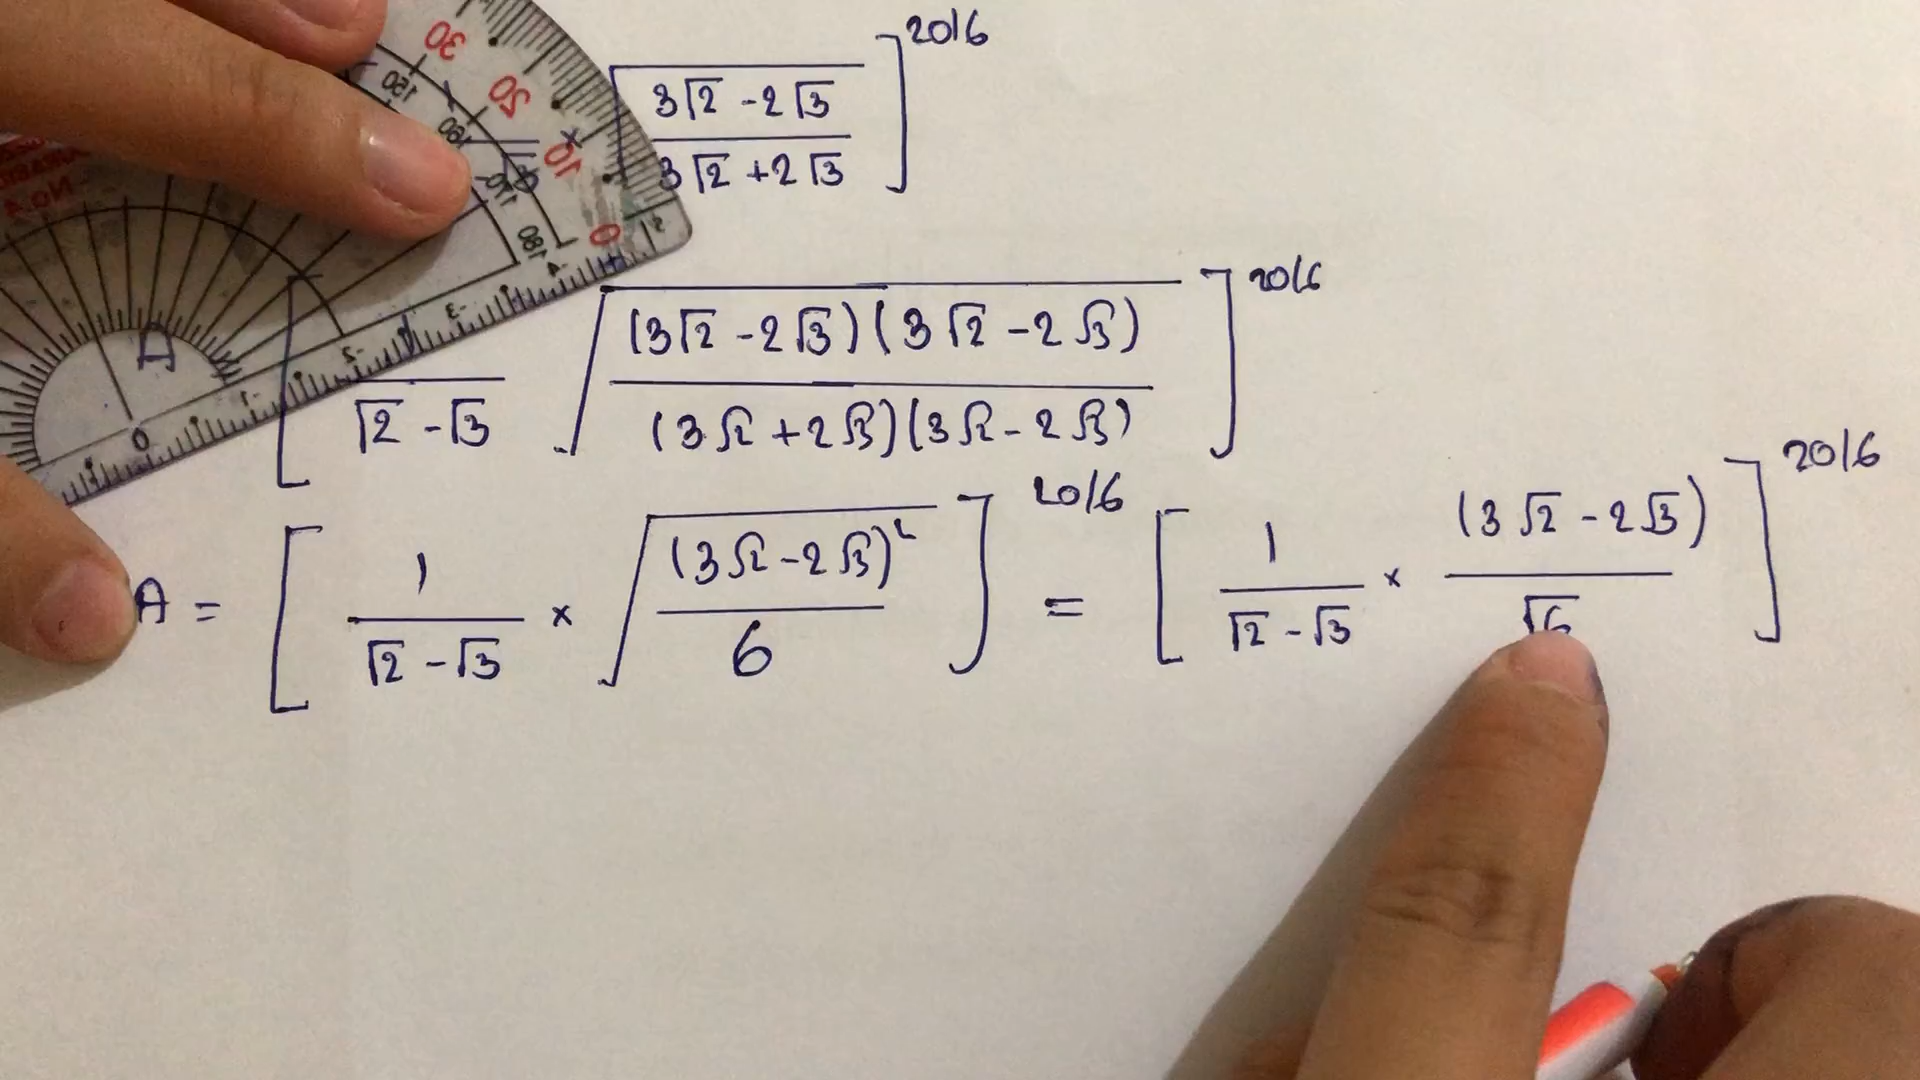 [ √((3√2 - 2√3)/(3√2 + 2√3)) ]^2016
[ /(√2 - √3) √(((3√2 - 2√3)(3√2 - 2√3))/((3√2 + 2√3)(3√2 - 2√3))) ]^2016
A = [ 1/(√2 - √3) × √((3√2 - 2√3)²/6) ]^2016 = [ 1/(√2 - √3) × (3√2 - 2√3)/√6 ]^2016